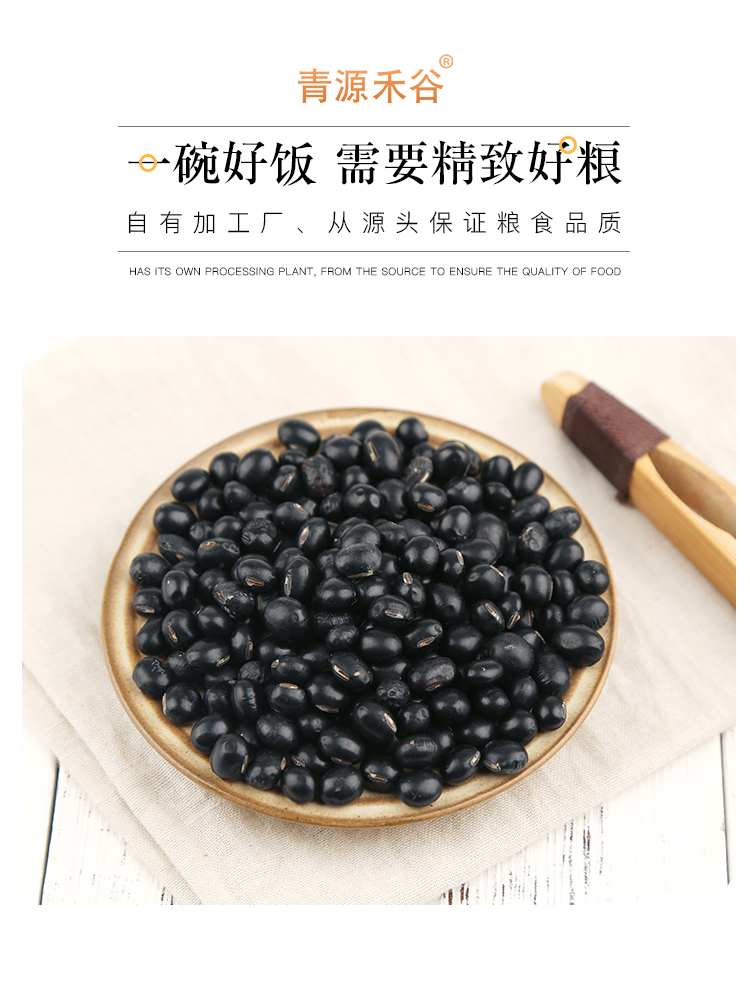 青源禾谷®
一碗好饭 需要精致好粮
自有加工厂、从源头保证粮食品质
HAS ITS OWN PROCESSING PLANT, FROM THE SOURCE TO ENSURE THE QUALITY OF FOOD